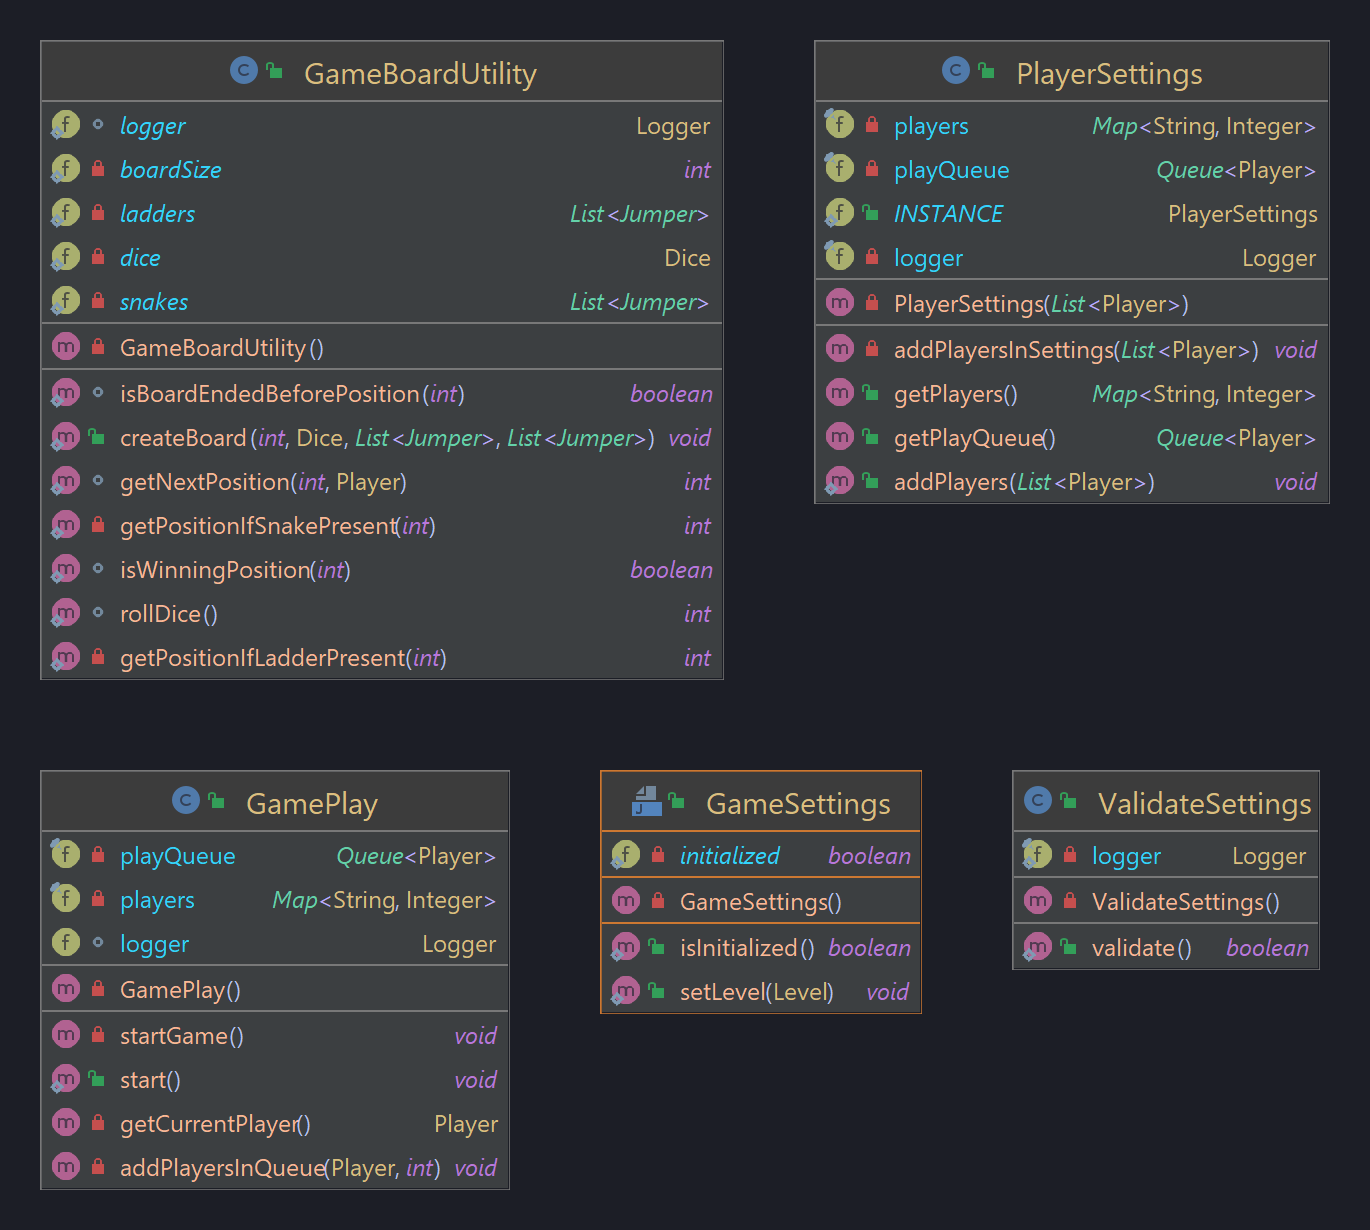 GameBoardUtility
logger Logger
boardSize int
ladders List<Jumper>
dice Dice
snakes List<Jumper>
GameBoardUtility()
isBoardEndedBeforePosition(int) boolean
createBoard(int, Dice, List<Jumper>, List<Jumper>) void
getNextPosition(int, Player) int
getPositionIfSnakePresent(int) int
isWinningPosition(int) boolean
rollDice() int
getPositionIfLadderPresent(int) int
PlayerSettings
players Map<String, Integer>
playQueue Queue<Player>
INSTANCE PlayerSettings
logger Logger
PlayerSettings(List<Player>)
addPlayersInSettings(List<Player>) void
getPlayers() Map<String, Integer>
getPlayQueue() Queue<Player>
addPlayers(List<Player>) void
GamePlay
playQueue Queue<Player>
players Map<String, Integer>
logger Logger
GamePlay()
startGame() void
start() void
getCurrentPlayer() Player
addPlayersInQueue(Player, int) void
GameSettings
initialized boolean
GameSettings()
isInitialized() boolean
setLevel(Level) void
ValidateSettings
logger Logger
ValidateSettings()
validate() boolean